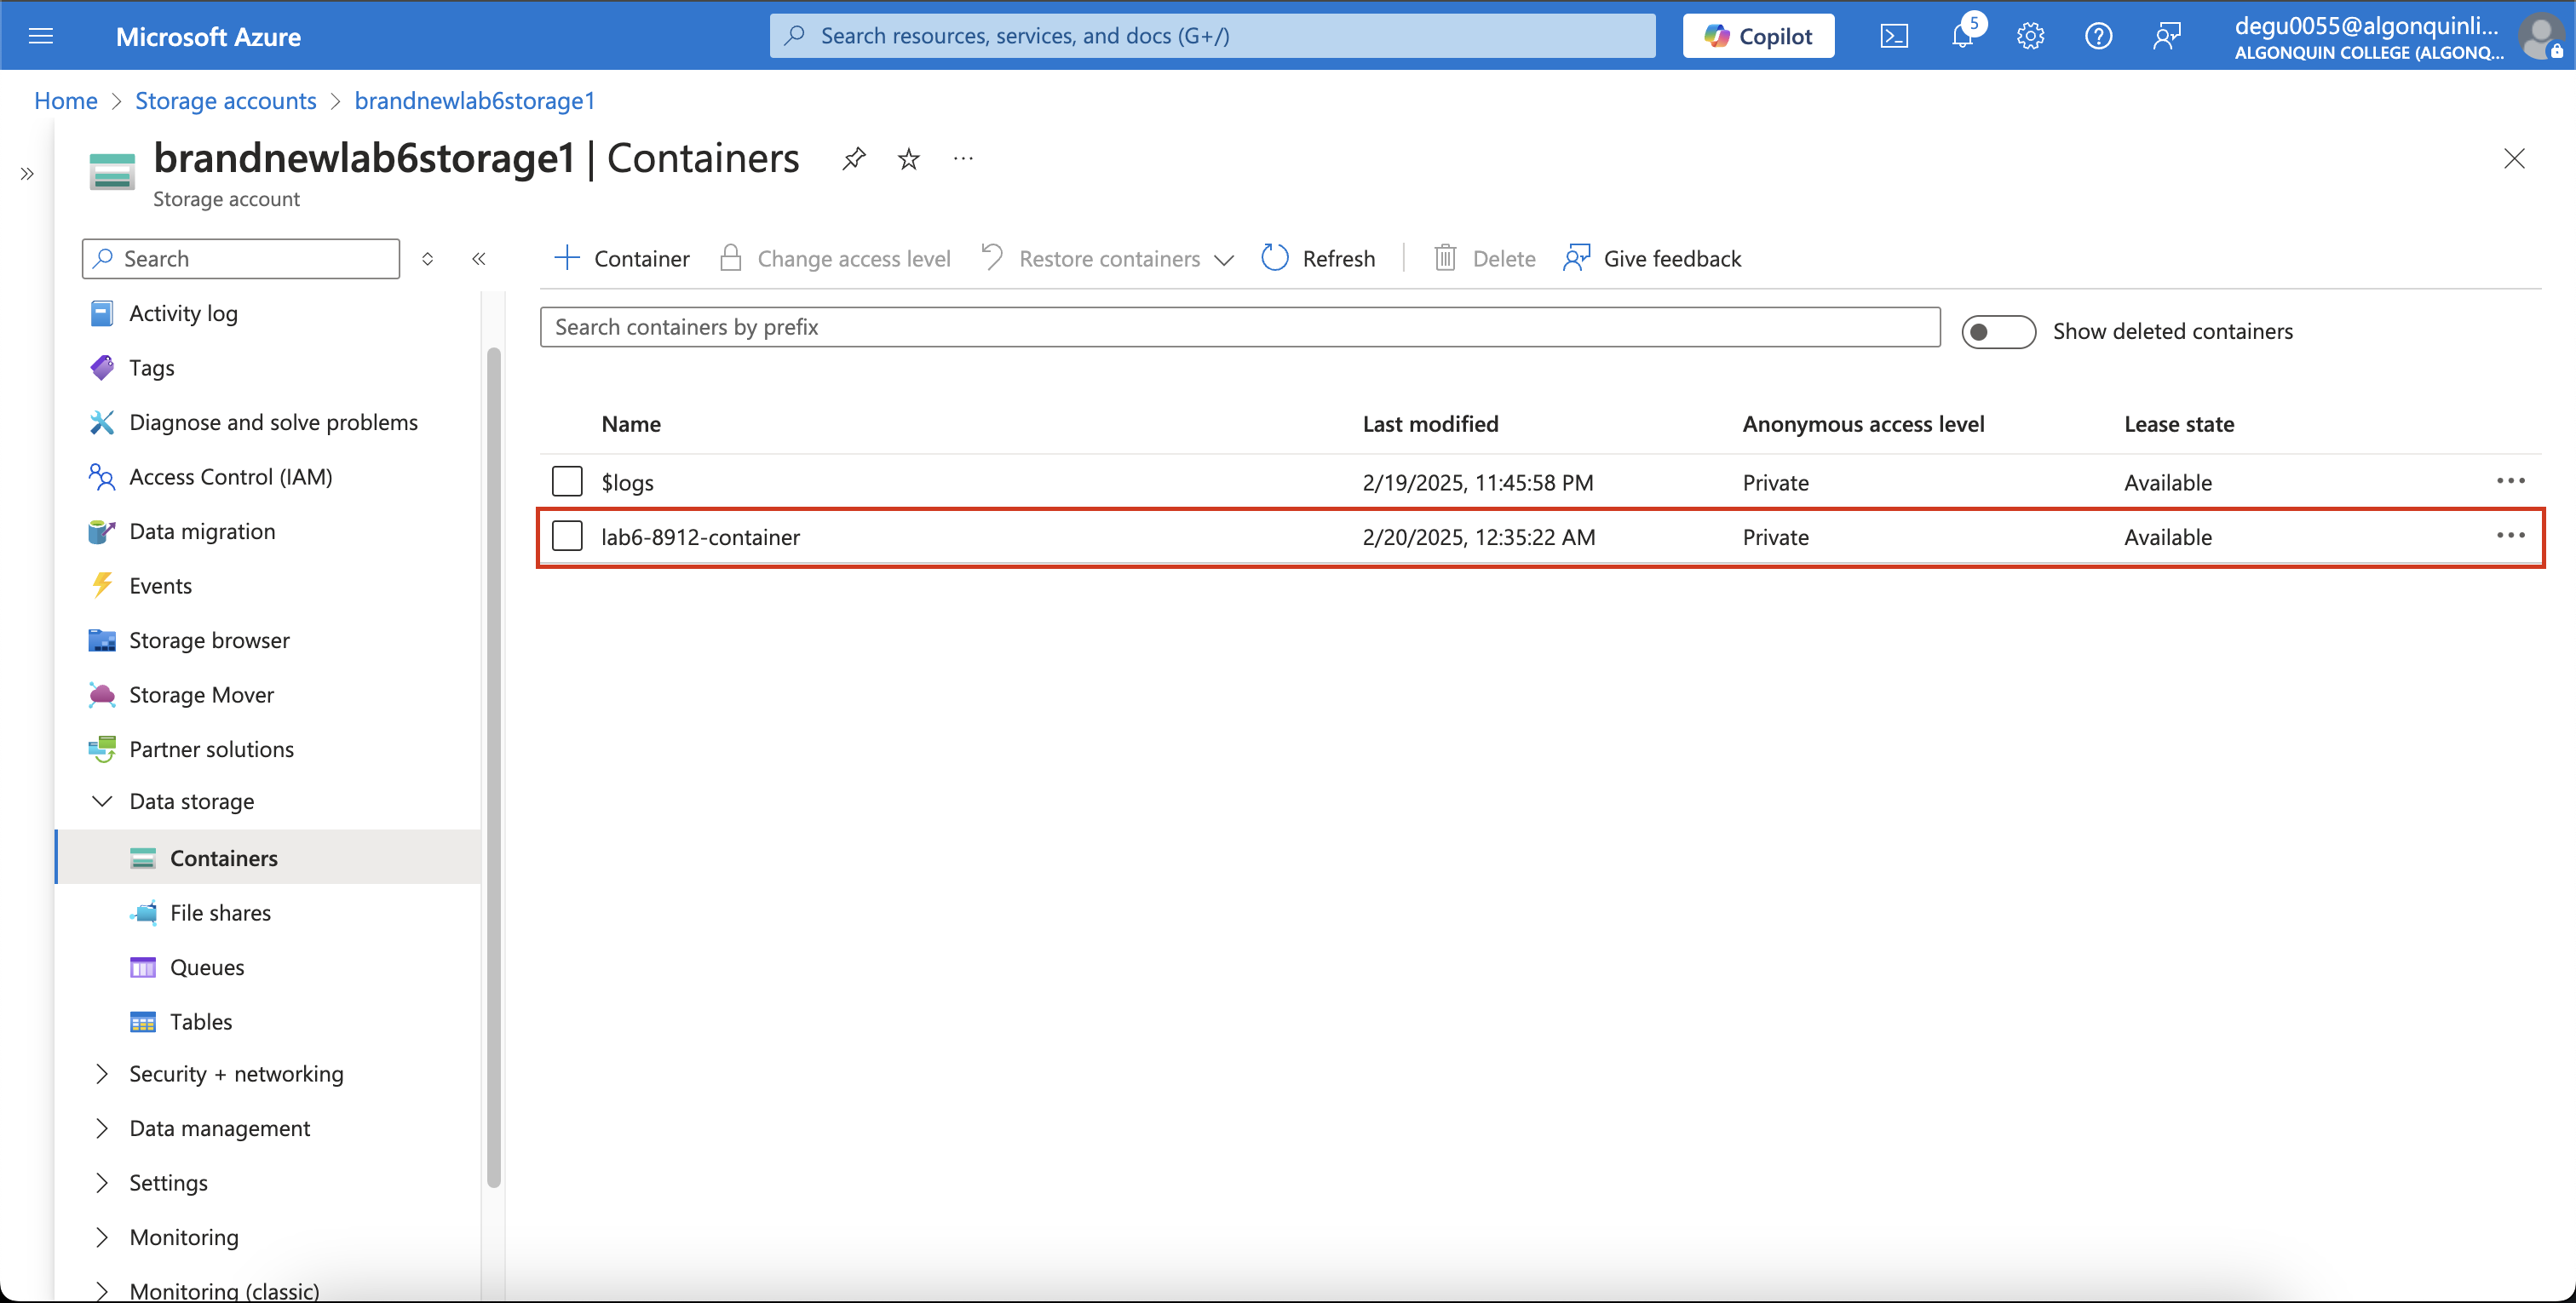 Microsoft Azure
Search resources, services, and docs (G+/)
Copilot
5
degu0055@algonquinli...
ALGONQUIN COLLEGE (ALGONQ...
Home > Storage accounts > brandnewlab6storage1
brandnewlab6storage1 | Containers
Storage account
Search
Container
Change access level
Restore containers
Refresh
Delete
Give feedback
Activity log
Tags
Diagnose and solve problems
Access Control (IAM)
Data migration
Events
Storage browser
Storage Mover
Partner solutions
Data storage
Containers
File shares
Queues
Tables
Security + networking
Data management
Settings
Monitoring
Monitoring (classic)
Search containers by prefix
Show deleted containers
Name Last modified Anonymous access level Lease state
$logs 2/19/2025, 11:45:58 PM Private Available
lab6-8912-container 2/20/2025, 12:35:22 AM Private Available